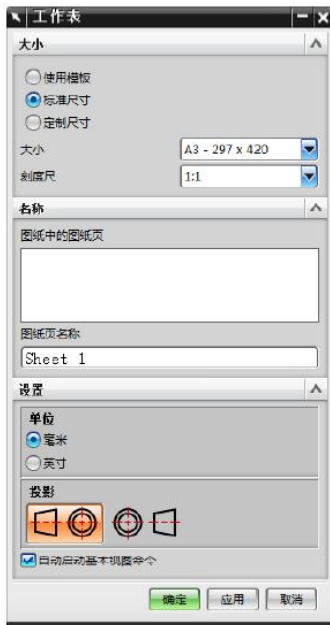 工作表
大小
使用模板
标准尺寸
定制尺寸
大小 A3 - 297 x 420
刻度尺 1:1
名称
图纸中的图纸页
图纸页名称
Sheet 1
设置
单位
毫米
英寸
投影
自动启动基本视图命令
确定 应用 取消